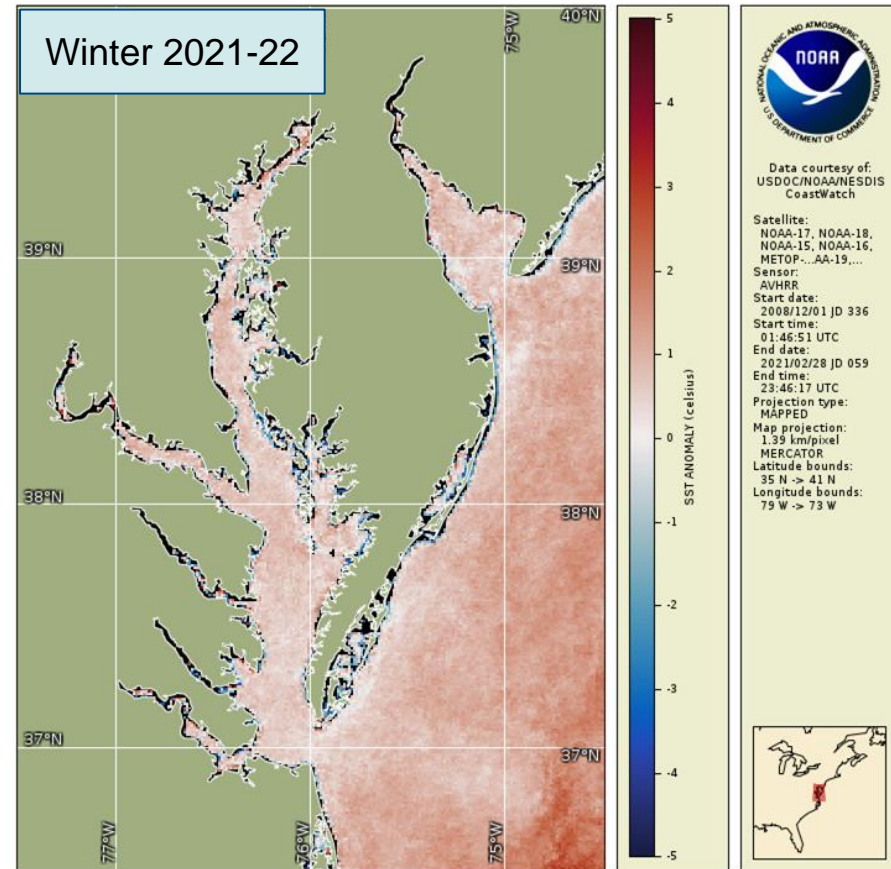 Winter 2021-22
40°N
75°W
39°N
39°N
38°N
38°N
37°N
37°N
77°W
76°W
75°W
5
4
3
2
1
0
-1
-2
-3
-4
-5
SST ANOMALY (celsius)
NATIONAL OCEANIC AND ATMOSPHERIC ADMINISTRATION
NOAA
U.S. DEPARTMENT OF COMMERCE
Data courtesy of:
USDOC/NOAA/NESDIS
CoastWatch
Satellite:
NOAA-17, NOAA-18,
NOAA-15, NOAA-16,
METOP-...AA-19,...
Sensor:
AVHRR
Start date:
2008/12/01 JD 336
Start time:
01:46:51 UTC
End date:
2021/02/28 JD 059
End time:
23:46:17 UTC
Projection type:
MAPPED
Map projection:
1.39 km/pixel
MERCATOR
Latitude bounds:
35 N -> 41 N
Longitude bounds:
79 W -> 73 W